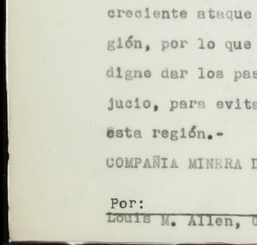 creciente ataque
gión, por lo que
digne dar los pas
jucio, para evita
esta región.-
COMPAÑIA MINERA D
Por:
Louis M. Allen, G